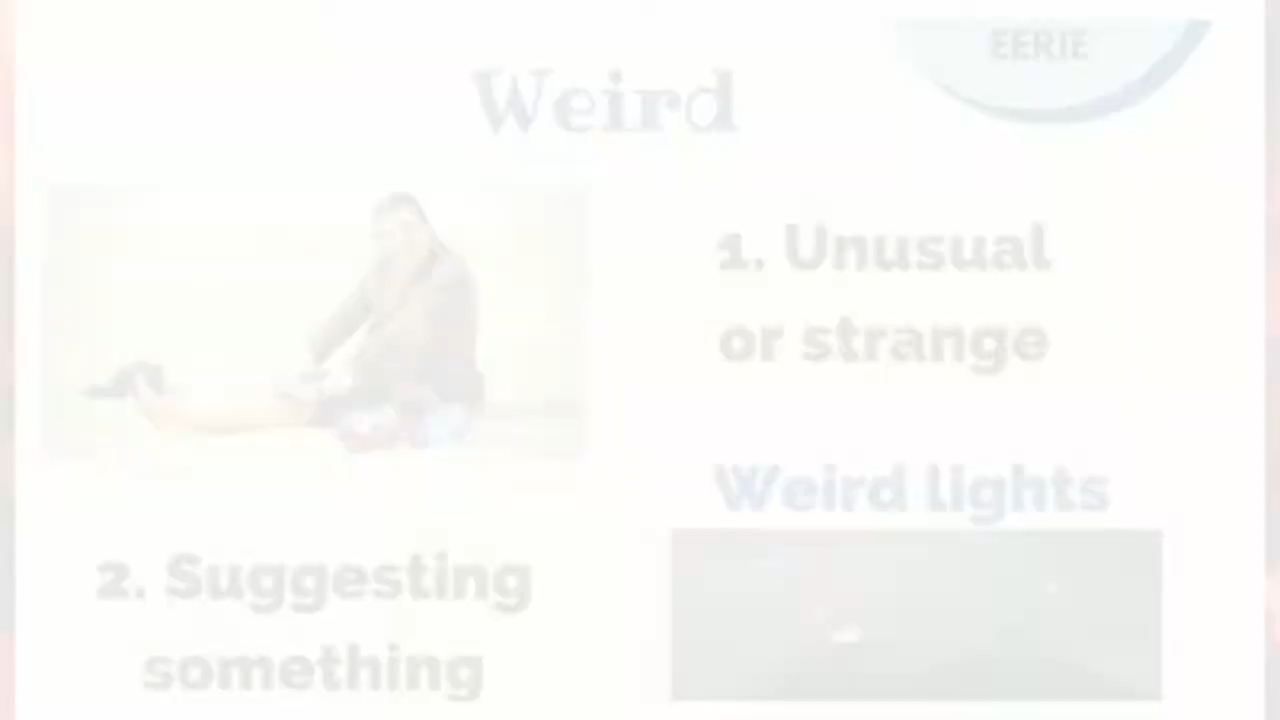 EERIE
Weird
1. Unusual
or strange
Weird lights
2. Suggesting
something